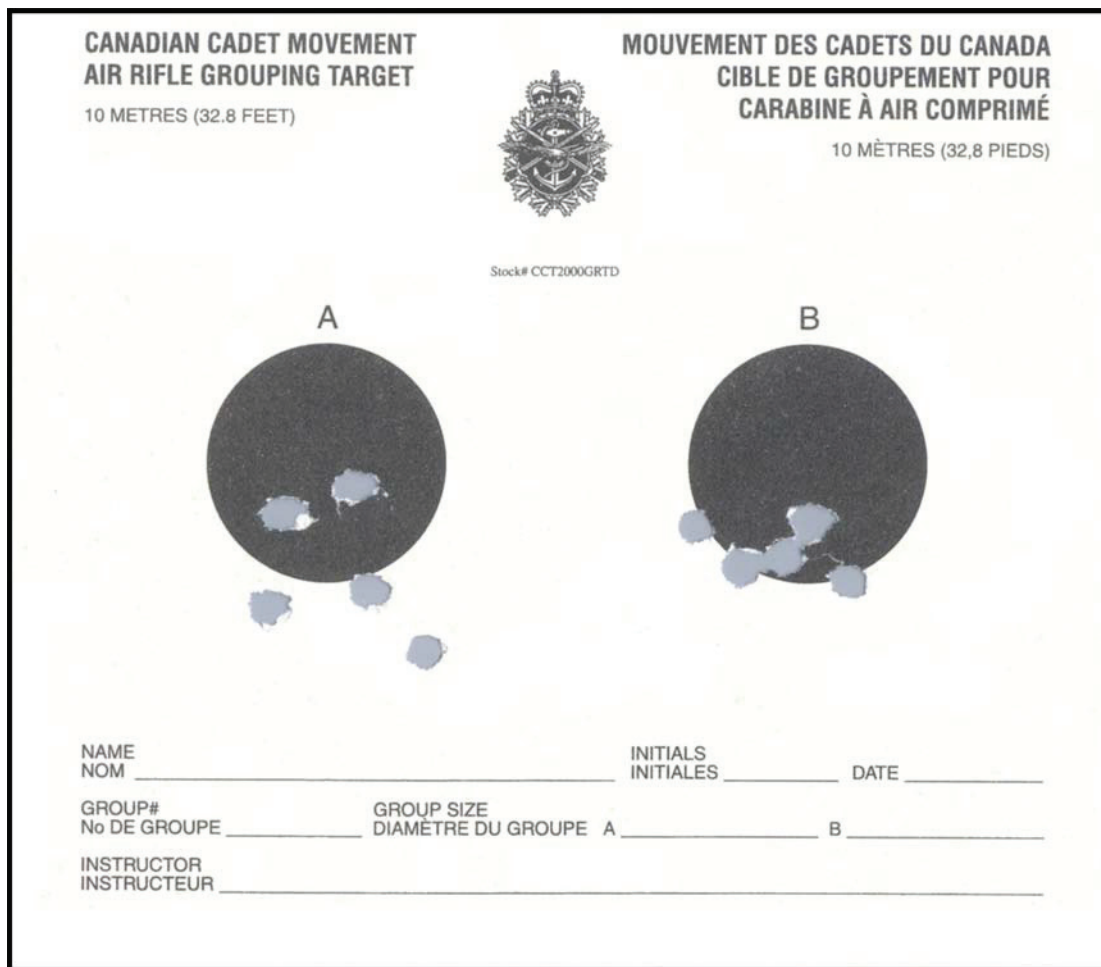 CANADIAN CADET MOVEMENT
AIR RIFLE GROUPING TARGET
10 METRES (32.8 FEET)
MOUVEMENT DES CADETS DU CANADA
CIBLE DE GROUPEMENT POUR
CARABINE À AIR COMPRIMÉ
10 MÈTRES (32,8 PIEDS)
Stock# CCT2000GRTD
A
B
NAME
NOM
INITIALS
INITIALES
DATE
GROUP#
No DE GROUPE
GROUP SIZE
DIAMÈTRE DU GROUPE A
B
INSTRUCTOR
INSTRUCTEUR